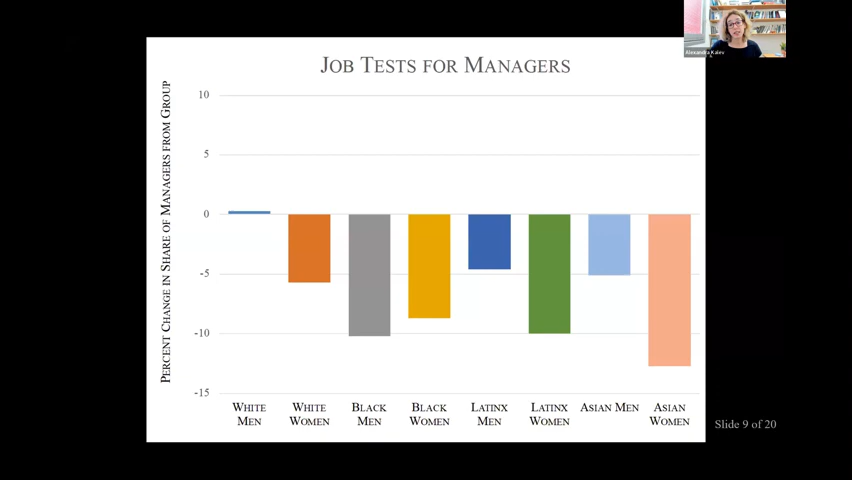 Alexandra Kalev
JOB TESTS FOR MANAGERS
PERCENT CHANGE IN SHARE OF MANAGERS FROM GROUP
10
5
0
-5
-10
-15
WHITE MEN
WHITE WOMEN
BLACK MEN
BLACK WOMEN
LATINX MEN
LATINX WOMEN
ASIAN MEN
ASIAN WOMEN
Slide 9 of 20